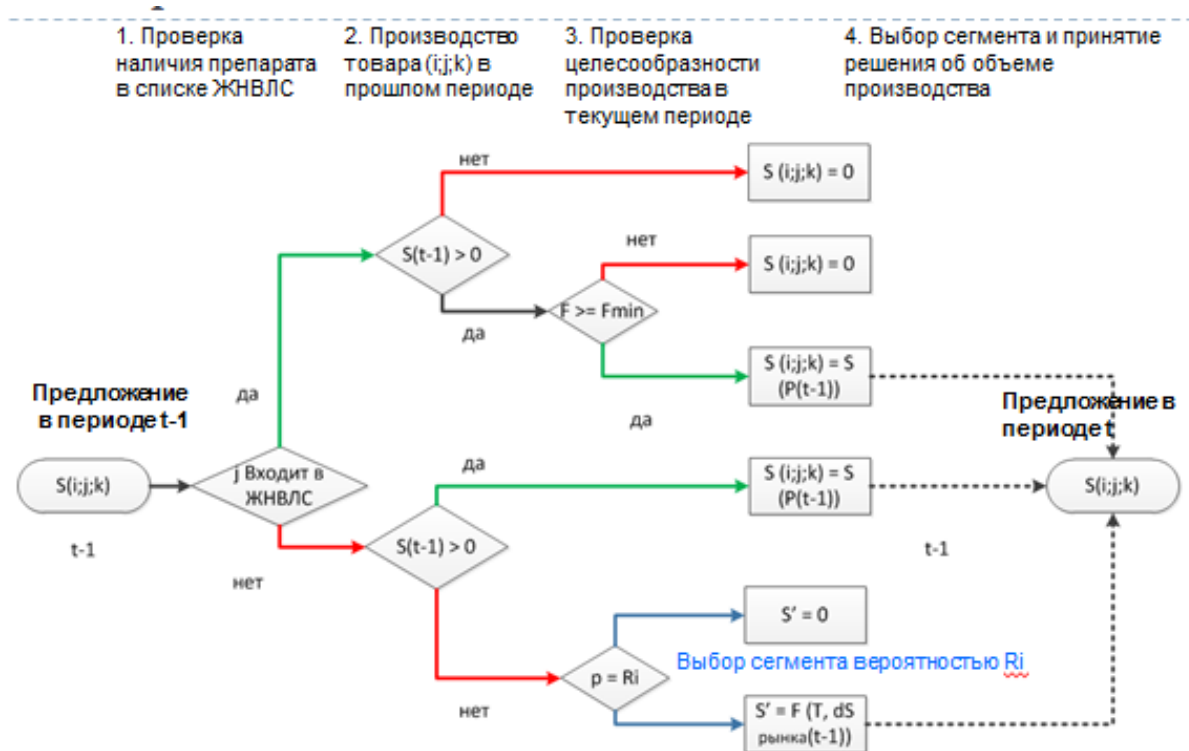 1. Проверка
наличия препарата
в списке ЖНВЛС
2. Производство
товара (i;j;k) в
прошлом периоде
3. Проверка
целесообразности
производства в
текущем периоде
4. Выбор сегмента и принятие
решения об объеме
производства
нет
S (i;j;k) = 0
S(t-1) > 0
нет
S (i;j;k) = 0
F >= Fmin
да
S (i;j;k) = S
(P(t-1))
да
Предложение
в периоде t-1
да
Предложение в
периоде t
S(i;j;k)
j Входит в
ЖНВЛС
да
S (i;j;k) = S
(P(t-1))
S(i;j;k)
t-1
S(t-1) > 0
t-1
нет
S’ = 0
Выбор сегмента вероятностью Ri
p = Ri
нет
S’ = F (T, dS
рынка(t-1))